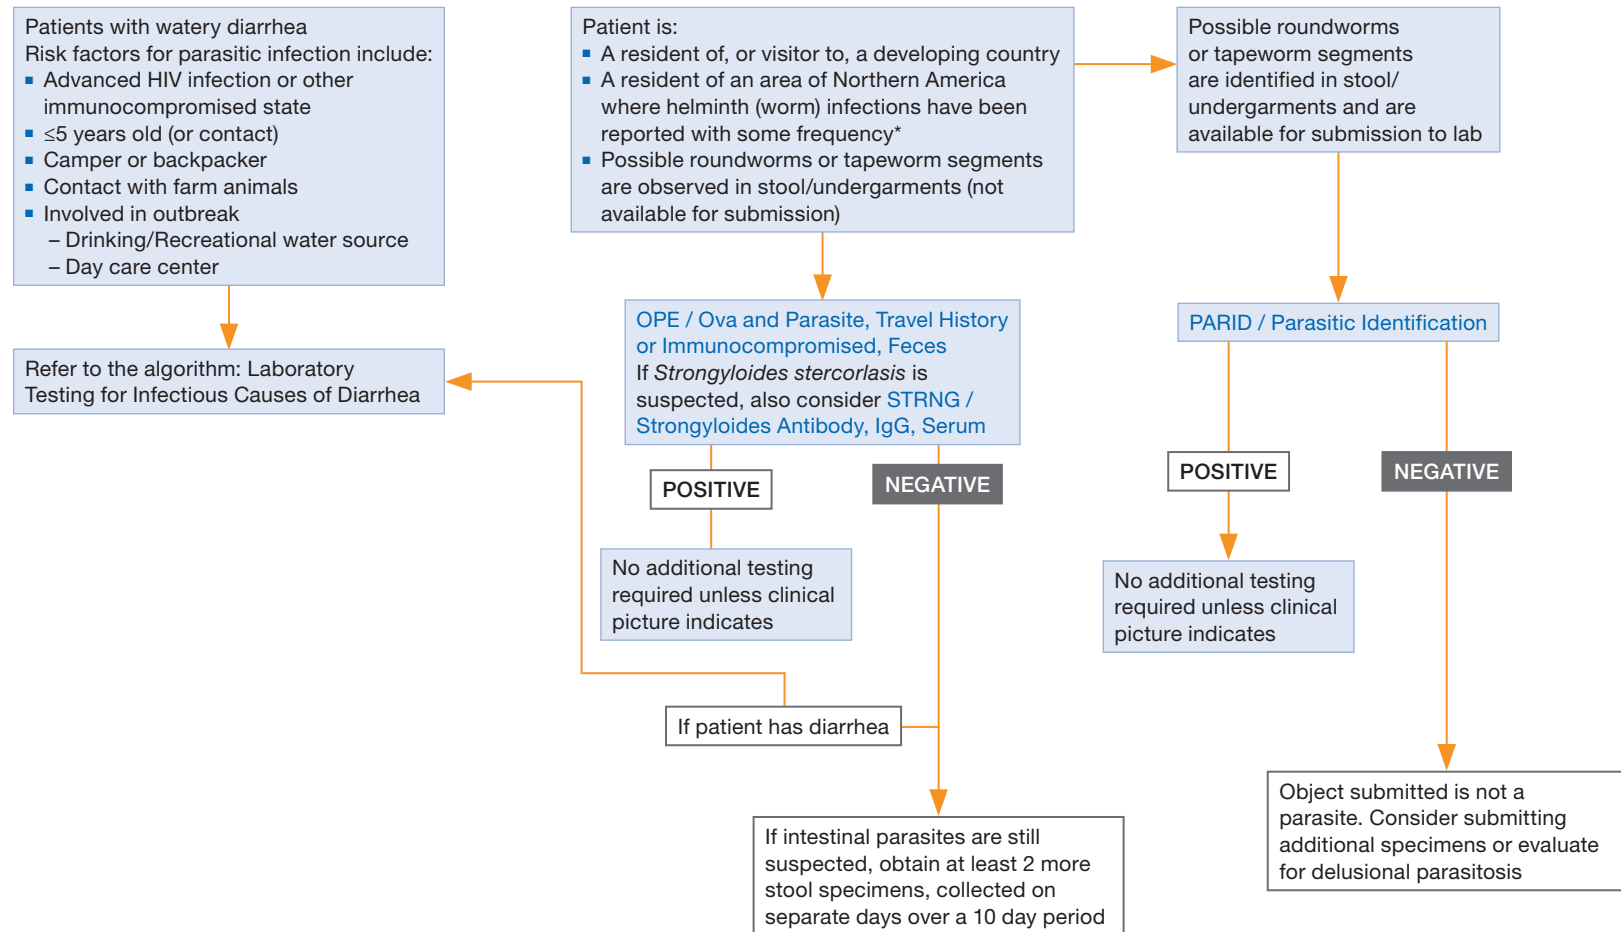 Patients with watery diarrhea
Risk factors for parasitic infection include:
■ Advanced HIV infection or other
immunocompromised state
■ ≤5 years old (or contact)
■ Camper or backpacker
■ Contact with farm animals
■ Involved in outbreak
– Drinking/Recreational water source
– Day care center
Refer to the algorithm: Laboratory
Testing for Infectious Causes of Diarrhea
Patient is:
■ A resident of, or visitor to, a developing country
■ A resident of an area of Northern America
where helminth (worm) infections have been
reported with some frequency*
■ Possible roundworms or tapeworm segments
are observed in stool/undergarments (not
available for submission)
OPE / Ova and Parasite, Travel History
or Immunocompromised, Feces
If Strongyloides stercorlasis is
suspected, also consider STRNG /
Strongyloides Antibody, IgG, Serum
POSITIVE
NEGATIVE
No additional testing
required unless clinical
picture indicates
If patient has diarrhea
If intestinal parasites are still
suspected, obtain at least 2 more
stool specimens, collected on
separate days over a 10 day period
Possible roundworms
or tapeworm segments
are identified in stool/
undergarments and are
available for submission to lab
PARID / Parasitic Identification
POSITIVE
NEGATIVE
No additional testing
required unless clinical
picture indicates
Object submitted is not a
parasite. Consider submitting
additional specimens or evaluate
for delusional parasitosis